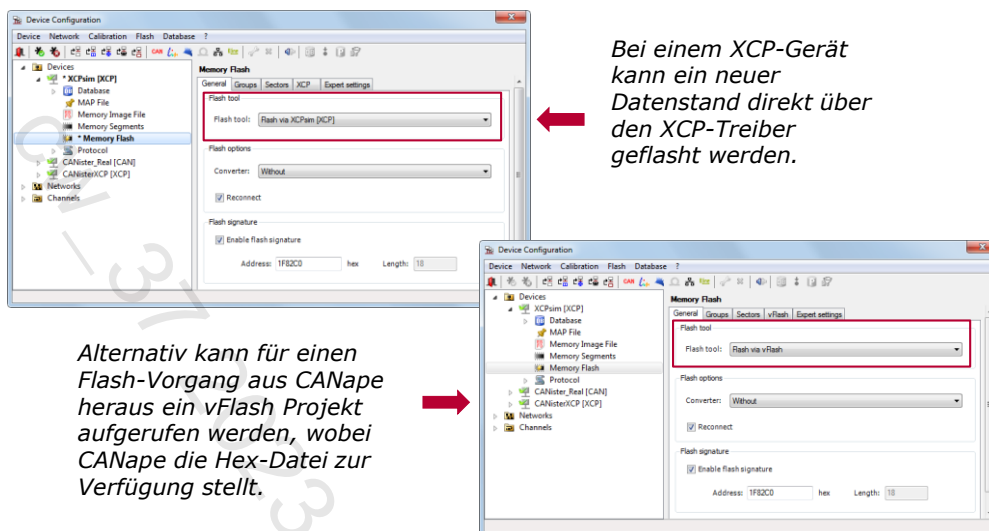 Device Configuration
Device Network Calibration Flash Database ?
Devices
* XCPsim [XCP]
Database
MAP File
Memory Image File
Memory Segments
* Memory Flash
Protocol
CANister_Real [CAN]
CANisterXCP [XCP]
Networks
Channels
Memory Flash
General Groups Sectors XCP Expert settings
Flash tool
Flash tool: Flash via XCPsim [XCP]
Flash options
Converter: Without
Reconnect
Flash signature
Enable flash signature
Address: 1F82C0 hex Length: 18
Bei einem XCP-Gerät
kann ein neuer
Datenstand direkt über
den XCP-Treiber
geflasht werden.
Alternativ kann für einen
Flash-Vorgang aus CANape
heraus ein vFlash Projekt
aufgerufen werden, wobei
CANape die Hex-Datei zur
Verfügung stellt.
Device Configuration
Device Network Calibration Flash Database ?
Devices
XCPsim [XCP]
Database
MAP File
Memory Image File
Memory Segments
Memory Flash
Protocol
CANister_Real [CAN]
CANisterXCP [XCP]
Networks
Channels
Memory Flash
General Groups Sectors vFlash Expert settings
Flash tool
Flash tool: Flash via vFlash
Flash options
Converter: Without
Reconnect
Flash signature
Enable flash signature
Address: 1F82C0 hex Length: 18